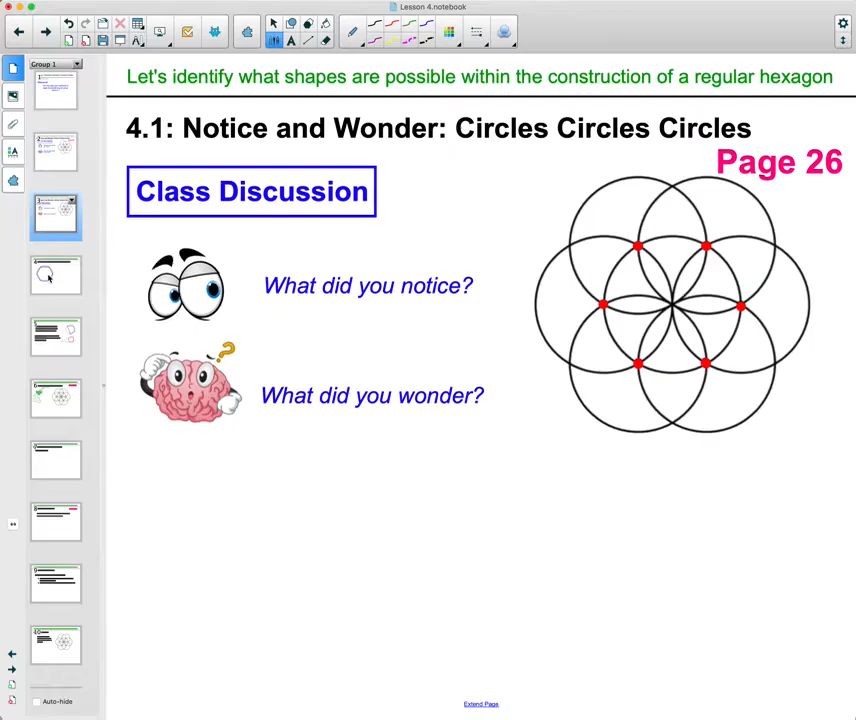 Lesson 4.notebook
Group 1
Let's identify what shapes are possible within the construction of a regular hexagon
4.1: Notice and Wonder: Circles Circles Circles
Page 26
Class Discussion
What did you notice?
What did you wonder?
Auto-hide
Extend Page